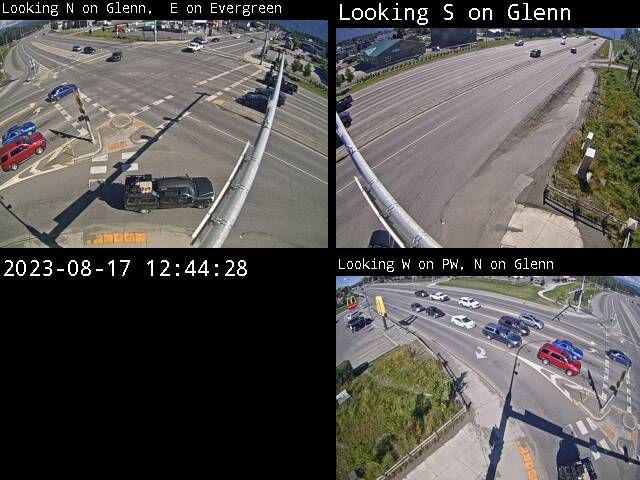 Looking N on Glenn,  E on Evergreen
Looking S on Glenn
2023-08-17 12:44:28
Looking W on PW, N on Glenn